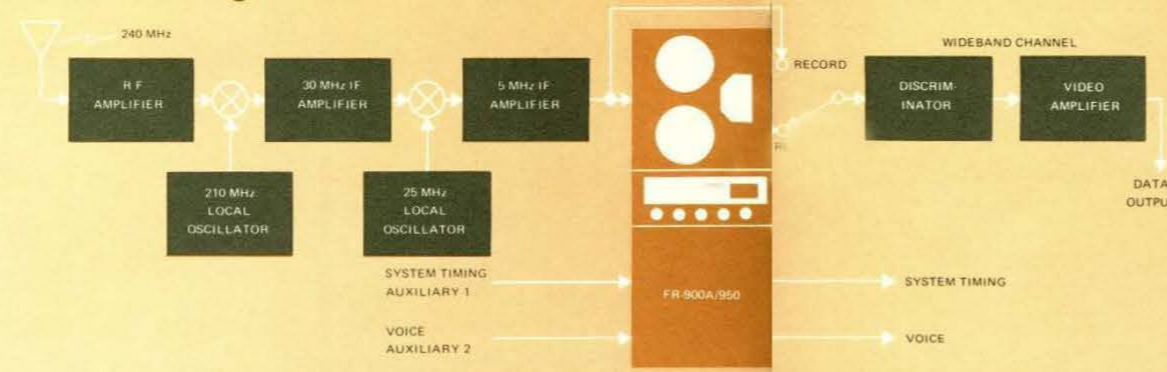 240 MHz
R F
AMPLIFIER
30 MHz IF
AMPLIFIER
5 MHz IF
AMPLIFIER
210 MHz
LOCAL
OSCILLATOR
25 MHz
LOCAL
OSCILLATOR
SYSTEM TIMING
AUXILIARY 1
VOICE
AUXILIARY 2
FR-900A/950
RECORD
WIDEBAND CHANNEL
DISCRIM-
INATOR
VIDEO
AMPLIFIER
DATA
OUTPU
SYSTEM TIMING
VOICE